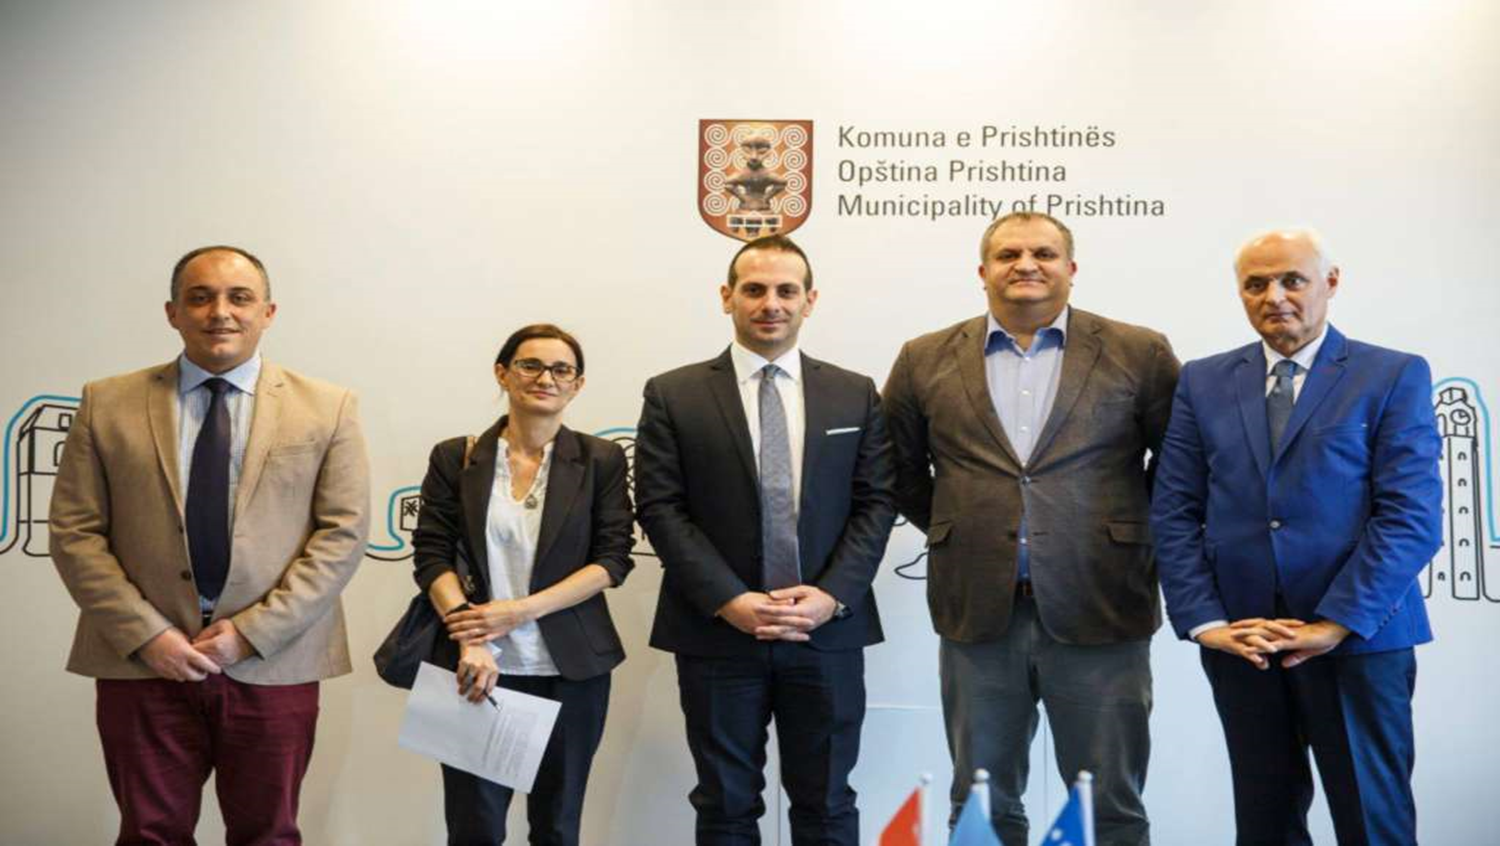 Komuna e Prishtinës
Opština Prishtina
Municipality of Prishtina